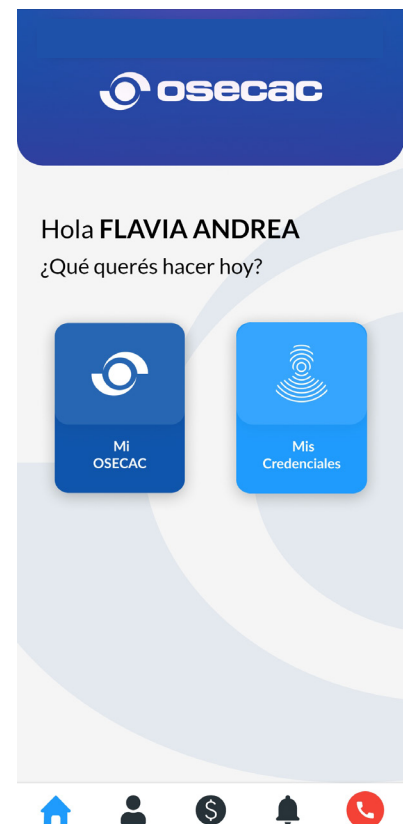 osecac
Hola FLAVIA ANDREA
¿Qué querés hacer hoy?
Mi
OSECAC
Mis
Credenciales
$